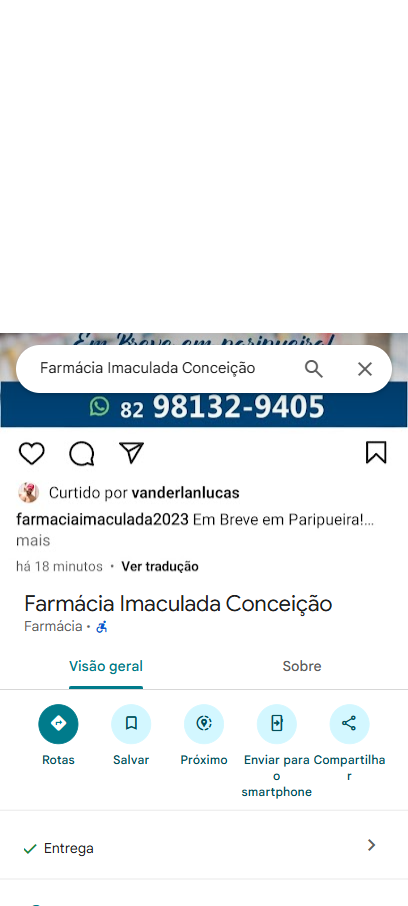 Em Breve em paripueira!
Farmácia Imaculada Conceição
82 98132-9405
Curtido por vanderlanlucas
farmaciaimaculada2023 Em Breve em Paripueira!...
mais
há 18 minutos • Ver tradução
Farmácia Imaculada Conceição
Farmácia •
Visão geral Sobre
Rotas Salvar Próximo Enviar para o smartphone Compartilhar
Entrega